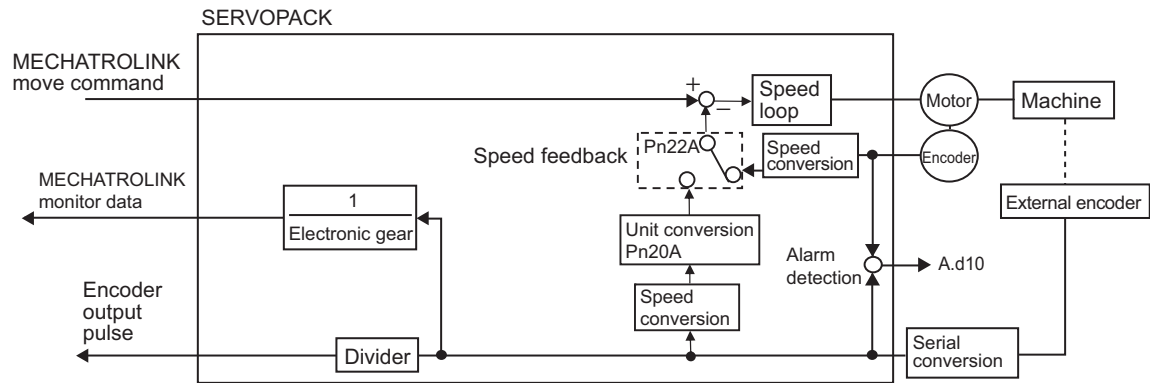 SERVOPACK
MECHATROLINK
move command
+
−
Speed
loop
Motor
Machine
Speed feedback
Pn22A
Speed
conversion
Encoder
MECHATROLINK
monitor data
1
Electronic gear
Unit conversion
Pn20A
External encoder
Alarm
detection
A.d10
Encoder
output
pulse
Speed
conversion
Divider
Serial
conversion